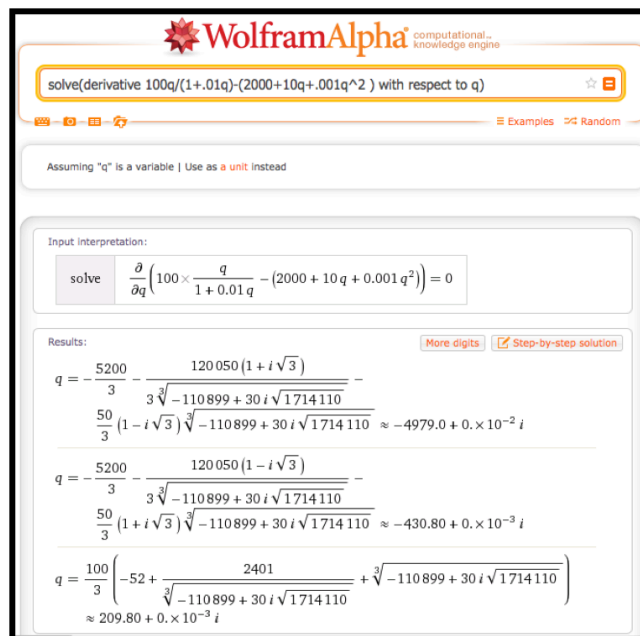 WolframAlpha computational... knowledge engine
solve(derivative 100q/(1+.01q)-(2000+10q+.001q^2 ) with respect to q)
Examples Random
Assuming "q" is a variable | Use as a unit instead
Input interpretation:
solve ∂/∂q (100 × q/(1 + 0.01 q) − (2000 + 10 q + 0.001 q²)) = 0
Results:
More digits Step-by-step solution
q = − 5200/3 − 120 050 (1 + i √3)/(3 ∛(−110 899 + 30 i √1 714 110)) −
50/3 (1 − i √3) ∛(−110 899 + 30 i √1 714 110) ≈ −4979.0 + 0. × 10⁻² i
q = − 5200/3 − 120 050 (1 − i √3)/(3 ∛(−110 899 + 30 i √1 714 110)) −
50/3 (1 + i √3) ∛(−110 899 + 30 i √1 714 110) ≈ −430.80 + 0. × 10⁻³ i
q = 100/3 (−52 + 2401/∛(−110 899 + 30 i √1 714 110) + ∛(−110 899 + 30 i √1 714 110))
≈ 209.80 + 0. × 10⁻³ i